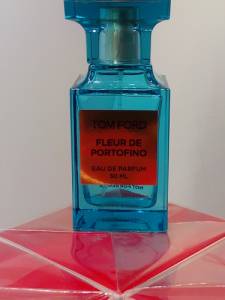 TOM FORD
FLEUR DE
PORTOFINO
EAU DE PARFUM
50 ML